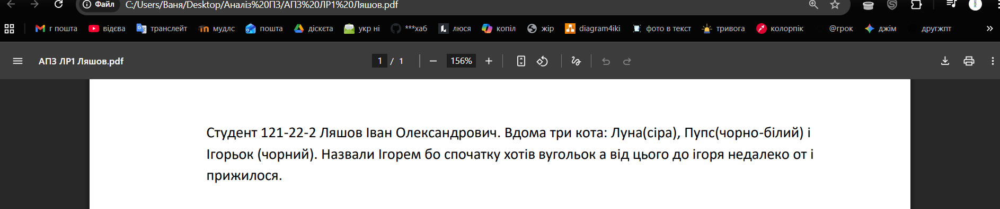 Файл C:/Users/Ваня/Desktop/Аналіз%20ПЗ/АПЗ%20ЛР1%20Ляшов.pdf
г пошта відєва транслейт мудлс пошта діскєта укр ні ***хаб люся копіл жір diagram4iki фото в текст тривога колорпік @грок джім другжпт »
АПЗ ЛР1 Ляшов.pdf 1 / 1 156%
Студент 121-22-2 Ляшов Іван Олександрович. Вдома три кота: Луна(сіра), Пупс(чорно-білий) і
Ігорьок (чорний). Назвали Ігорем бо спочатку хотів вугольок а від цього до ігоря недалеко от і
прижилося.